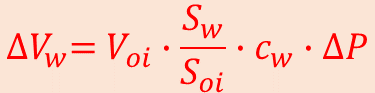 ΔV_w = V_oi · S_w / S_oi · c_w · ΔP